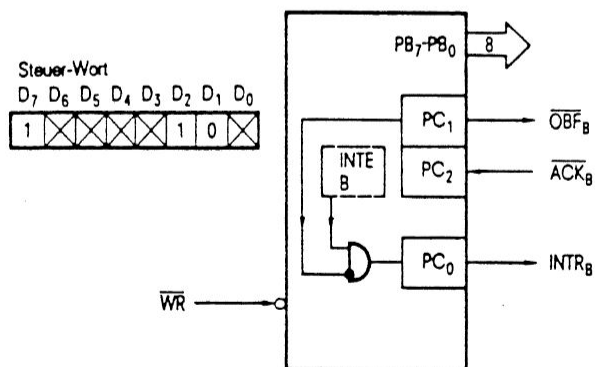 Steuer-Wort
D7 D6 D5 D4 D3 D2 D1 D0
1 1 0
PB7-PB0
8
PC1
OBFB
INTE
B
PC2
ACKB
PC0
INTRB
WR